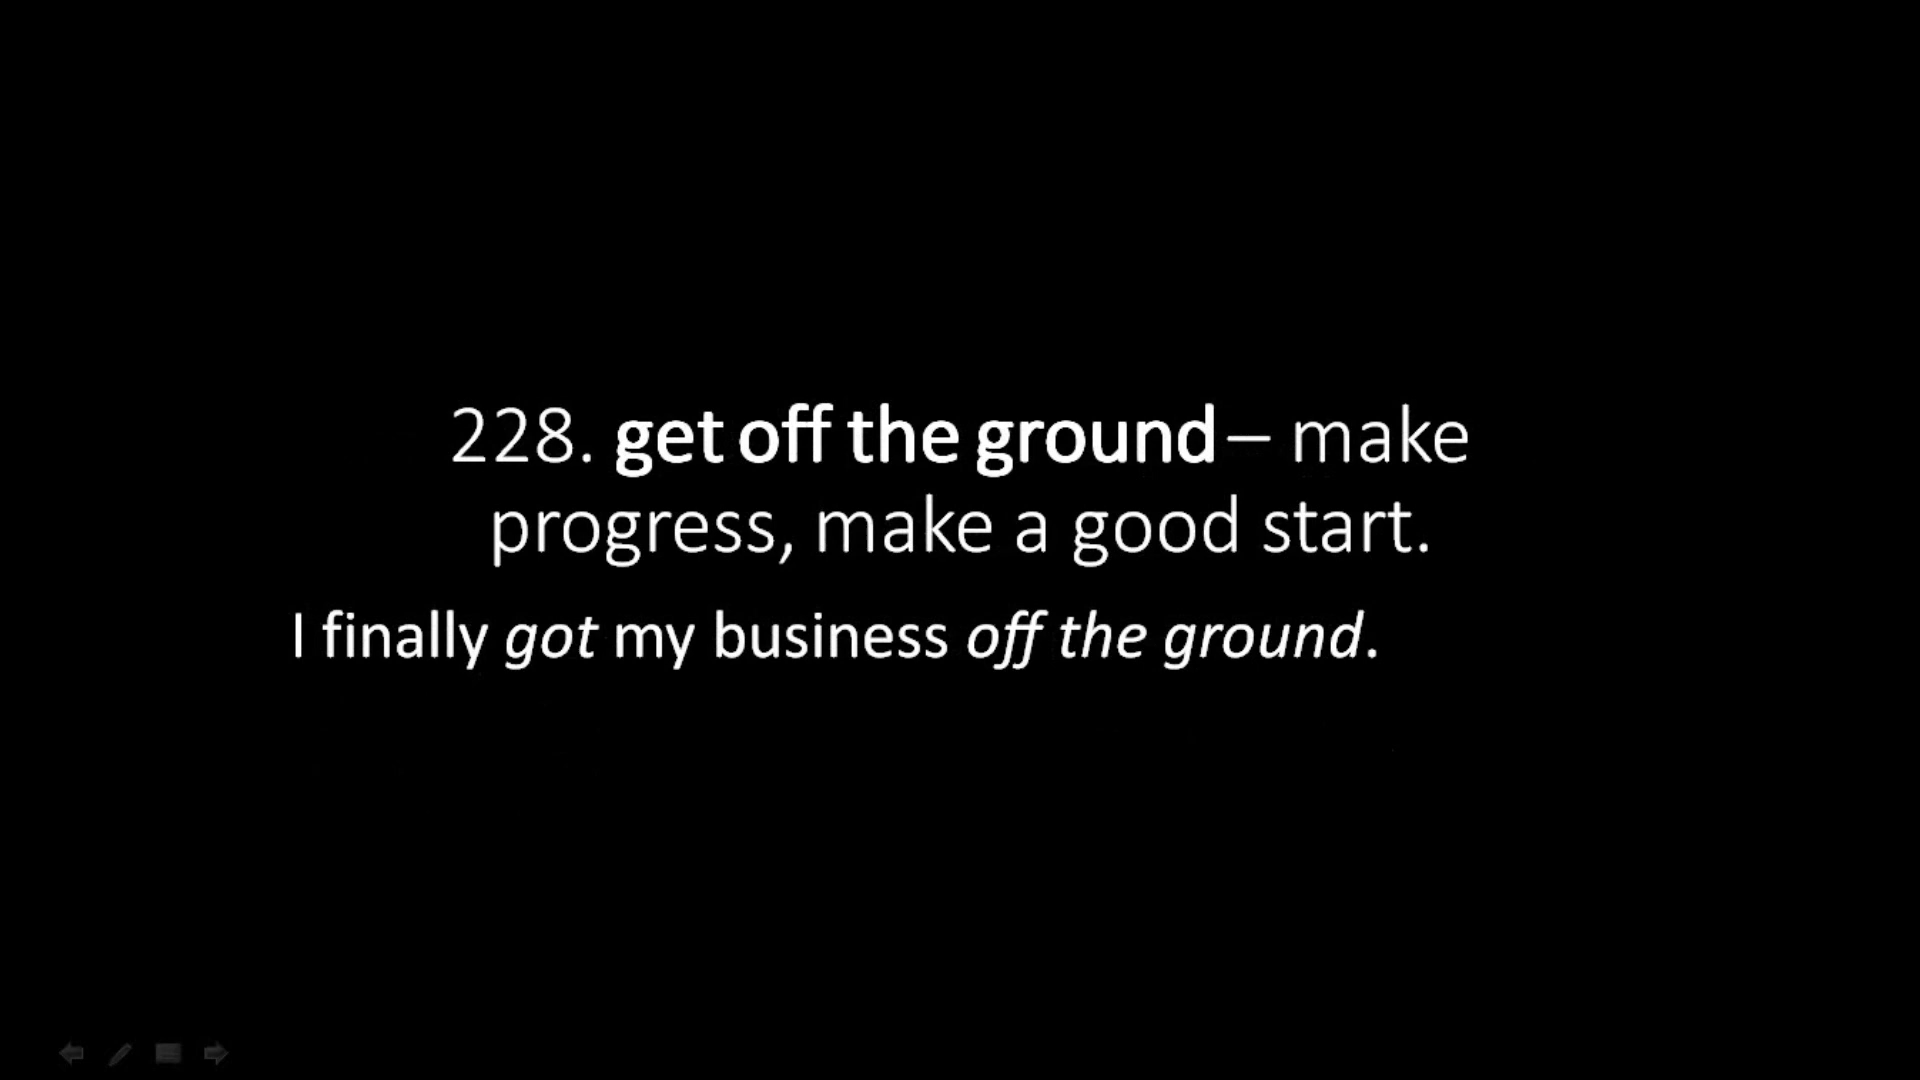 228. get off the ground – make
progress, make a good start.
I finally got my business off the ground.